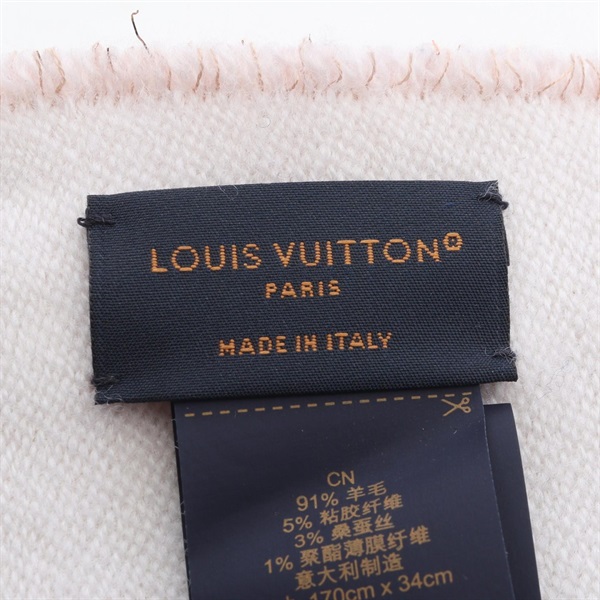 LOUIS VUITTON®
PARIS
MADE IN ITALY
CN
91% 羊毛
5% 粘胶纤维
3% 桑蚕丝
1% 聚酯薄膜纤维
意大利制造
170cm x 34cm